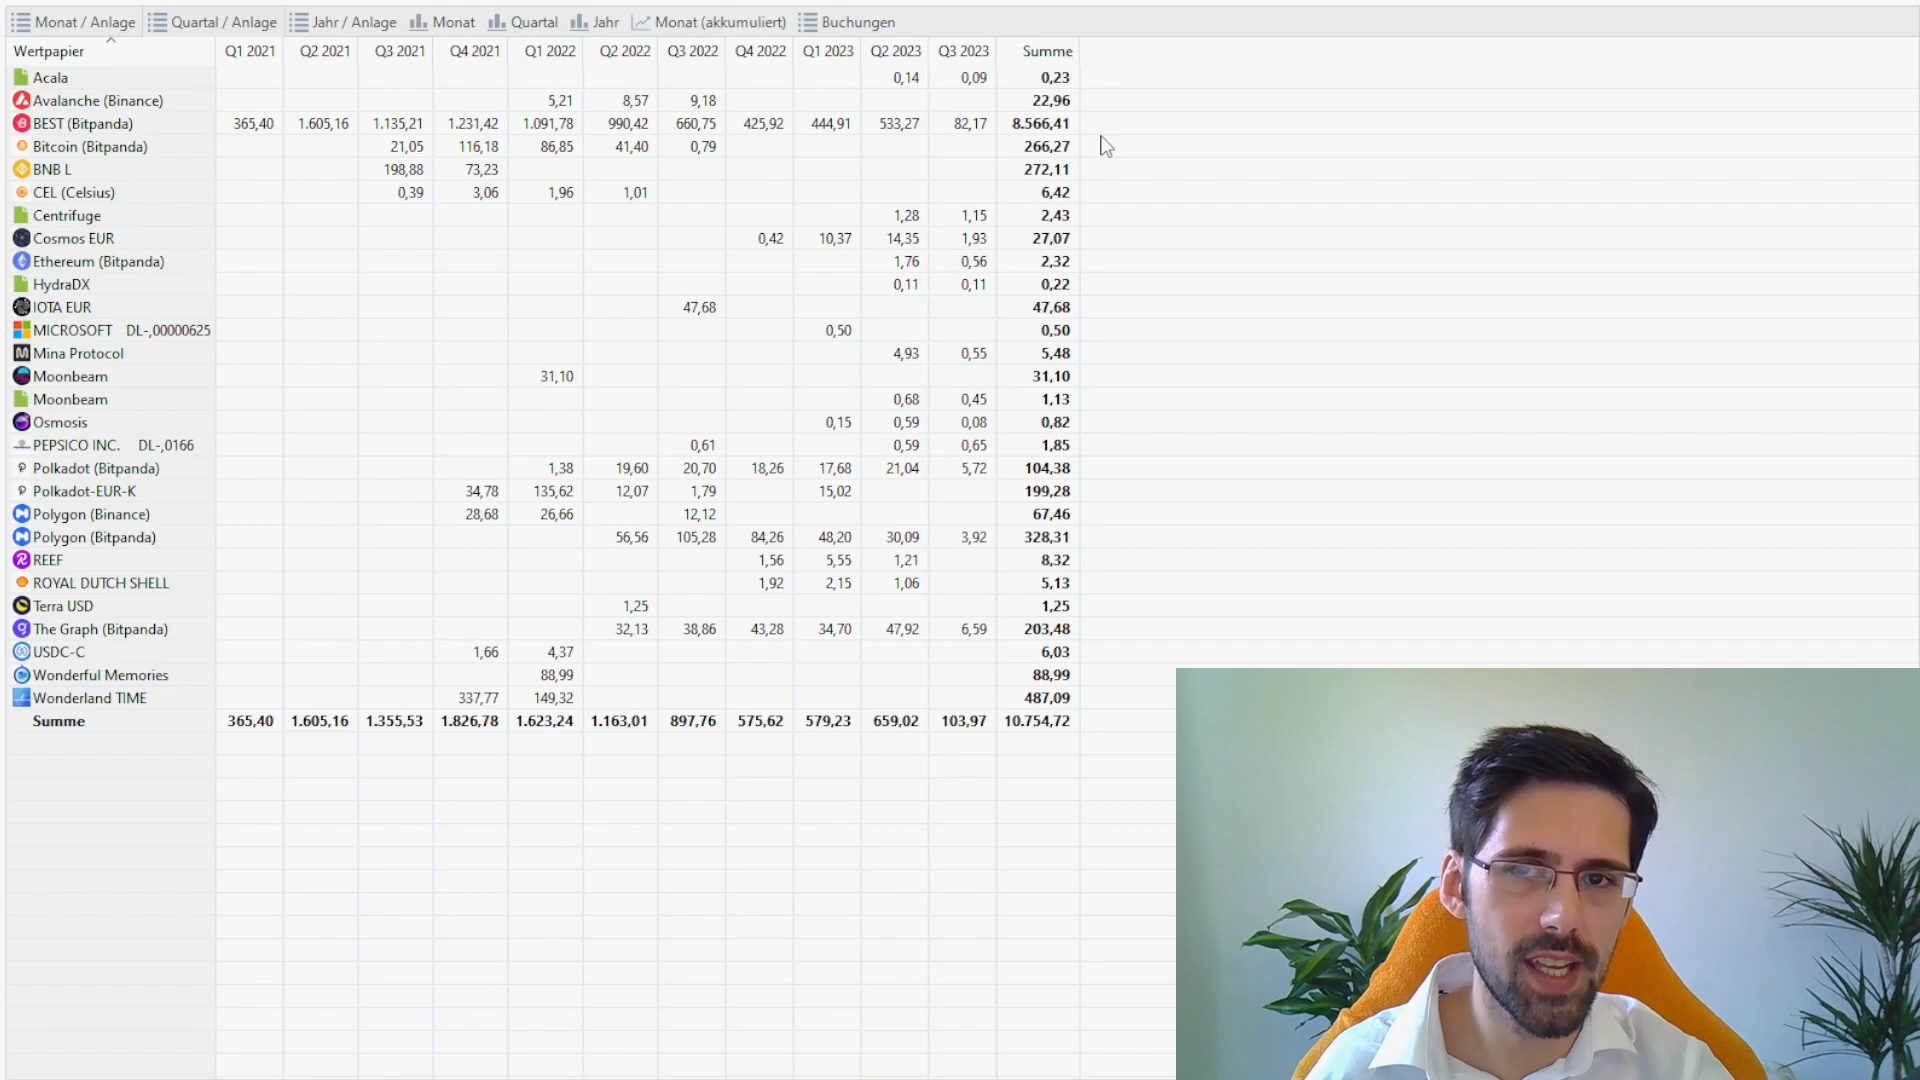 Monat / Anlage Quartal / Anlage Jahr / Anlage Monat Quartal Jahr Monat (akkumuliert) Buchungen
Wertpapier Q1 2021 Q2 2021 Q3 2021 Q4 2021 Q1 2022 Q2 2022 Q3 2022 Q4 2022 Q1 2023 Q2 2023 Q3 2023 Summe
Acala 0,14 0,09 0,23
Avalanche (Binance) 5,21 8,57 9,18 22,96
BEST (Bitpanda) 365,40 1.605,16 1.135,21 1.231,42 1.091,78 990,42 660,75 425,92 444,91 533,27 82,17 8.566,41
Bitcoin (Bitpanda) 21,05 116,18 86,85 41,40 0,79 266,27
BNB L 198,88 73,23 272,11
CEL (Celsius) 0,39 3,06 1,96 1,01 6,42
Centrifuge 1,28 1,15 2,43
Cosmos EUR 0,42 10,37 14,35 1,93 27,07
Ethereum (Bitpanda) 1,76 0,56 2,32
HydraDX 0,11 0,11 0,22
IOTA EUR 47,68 47,68
MICROSOFT DL-,00000625 0,50 0,50
Mina Protocol 4,93 0,55 5,48
Moonbeam 31,10 31,10
Moonbeam 0,68 0,45 1,13
Osmosis 0,15 0,59 0,08 0,82
PEPSICO INC. DL-,0166 0,61 0,59 0,65 1,85
Polkadot (Bitpanda) 1,38 19,60 20,70 18,26 17,68 21,04 5,72 104,38
Polkadot-EUR-K 34,78 135,62 12,07 1,79 15,02 199,28
Polygon (Binance) 28,68 26,66 12,12 67,46
Polygon (Bitpanda) 56,56 105,28 84,26 48,20 30,09 3,92 328,31
REEF 1,56 5,55 1,21 8,32
ROYAL DUTCH SHELL 1,92 2,15 1,06 5,13
Terra USD 1,25 1,25
The Graph (Bitpanda) 32,13 38,86 43,28 34,70 47,92 6,59 203,48
USDC-C 1,66 4,37 6,03
Wonderful Memories 88,99 88,99
Wonderland TIME 337,77 149,32 487,09
Summe 365,40 1.605,16 1.355,53 1.826,78 1.623,24 1.163,01 897,76 575,62 579,23 659,02 103,97 10.754,72